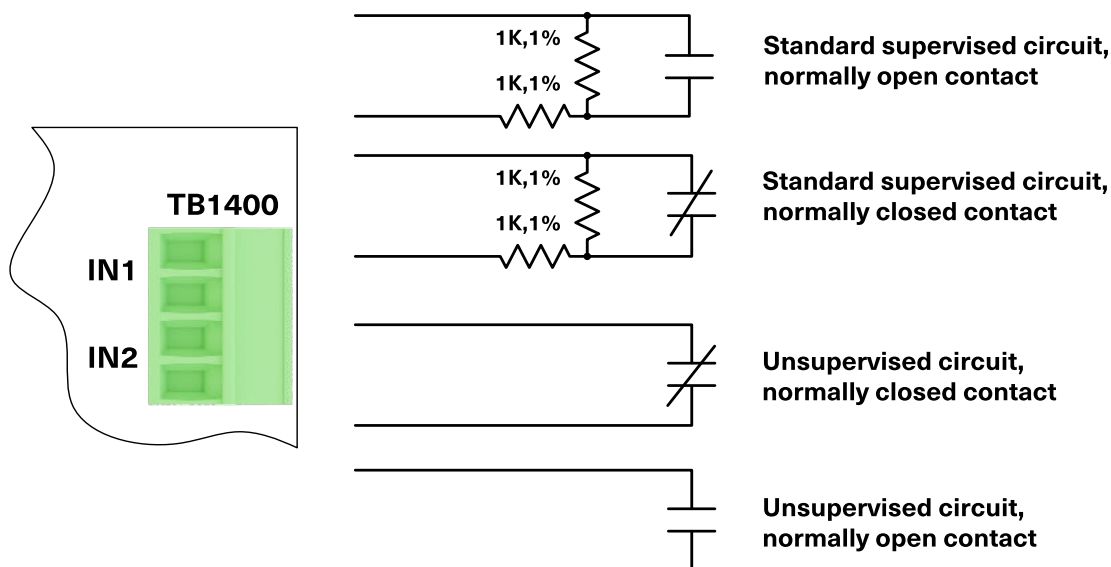 1K,1%
1K,1%
Standard supervised circuit,
normally open contact
1K,1%
1K,1%
Standard supervised circuit,
normally closed contact
TB1400
IN1
IN2
Unsupervised circuit,
normally closed contact
Unsupervised circuit,
normally open contact